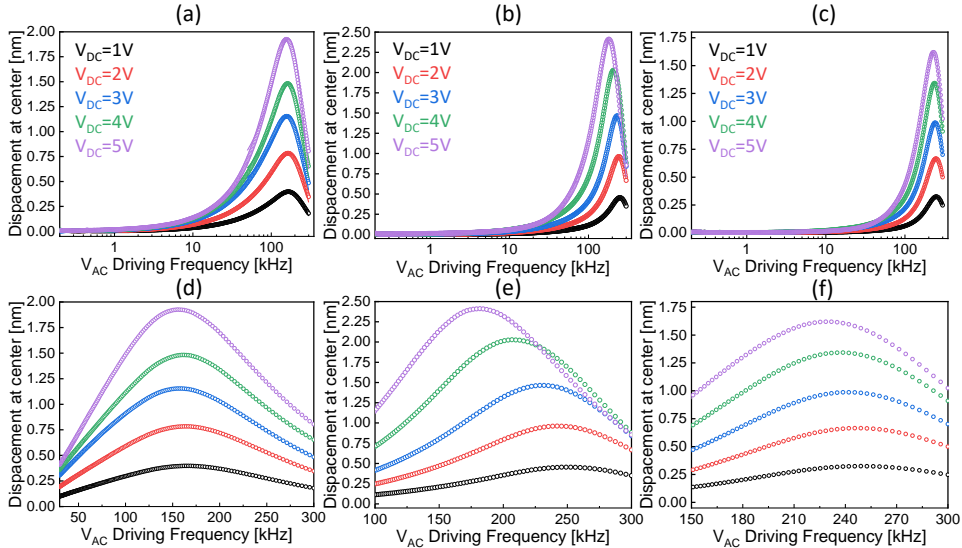 (a)
Dispacement at center [nm]
2.00
1.75
1.50
1.25
1.00
0.75
0.50
0.25
0.00
V_DC=1V
V_DC=2V
V_DC=3V
V_DC=4V
V_DC=5V
1 10 100
V_AC Driving Frequency [kHz]
(b)
Dispacement at center [nm]
2.50
2.25
2.00
1.75
1.50
1.25
1.00
0.75
0.50
0.25
0.00
V_DC=1V
V_DC=2V
V_DC=3V
V_DC=4V
V_DC=5V
1 10 100
V_AC Driving Frequency [kHz]
(c)
Dispacement at center [nm]
1.75
1.50
1.25
1.00
0.75
0.50
0.25
0.00
V_DC=1V
V_DC=2V
V_DC=3V
V_DC=4V
V_DC=5V
1 10 100
V_AC Driving Frequency [kHz]
(d)
Dispacement at center [nm]
2.00
1.75
1.50
1.25
1.00
0.75
0.50
0.25
0.00
50 100 150 200 250 300
V_AC Driving Frequency [kHz]
(e)
Dispacement at center [nm]
2.50
2.25
2.00
1.75
1.50
1.25
1.00
0.75
0.50
0.25
0.00
100 150 200 250 300
V_AC Driving Frequency [kHz]
(f)
Dispacement at center [nm]
1.75
1.50
1.25
1.00
0.75
0.50
0.25
0.00
150 180 210 240 270 300
V_AC Driving Frequency [kHz]